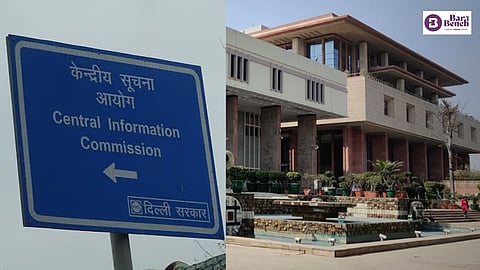 केन्द्रीय सूचना
आयोग
Central Information
Commission
दिल्ली सरकार
Bar &
Bench